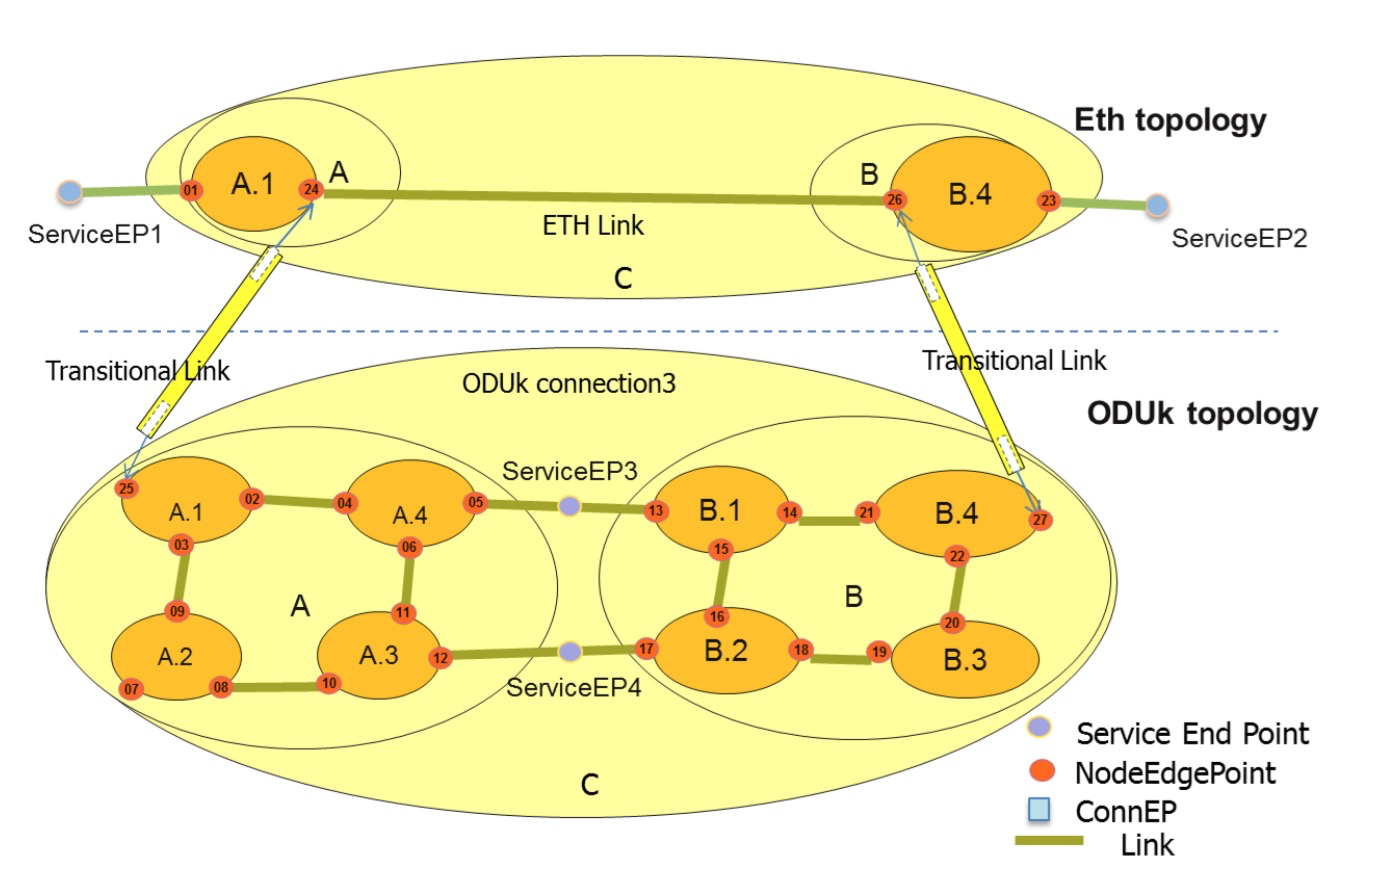 Eth topology
A
B
01
A.1
24
26
B.4
23
ETH Link
ServiceEP1
ServiceEP2
C
Transitional Link
Transitional Link
ODUk connection3
ODUk topology
ServiceEP3
25
A.1
02
04
A.4
05
13
B.1
14
21
B.4
27
03
06
15
22
09
A
11
16
B
20
A.2
A.3
12
17
B.2
18
19
B.3
07
08
10
ServiceEP4
C
Service End Point
NodeEdgePoint
ConnEP
Link